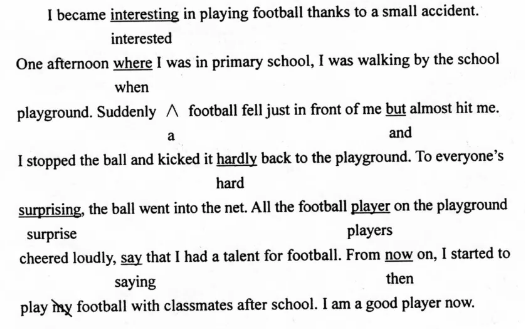 I became interesting in playing football thanks to a small accident.
interested
One afternoon where I was in primary school, I was walking by the school
when
playground. Suddenly ∧ football fell just in front of me but almost hit me.
a and
I stopped the ball and kicked it hardly back to the playground. To everyone's
hard
surprising, the ball went into the net. All the football player on the playground
surprise players
cheered loudly, say that I had a talent for football. From now on, I started to
saying then
play my football with classmates after school. I am a good player now.